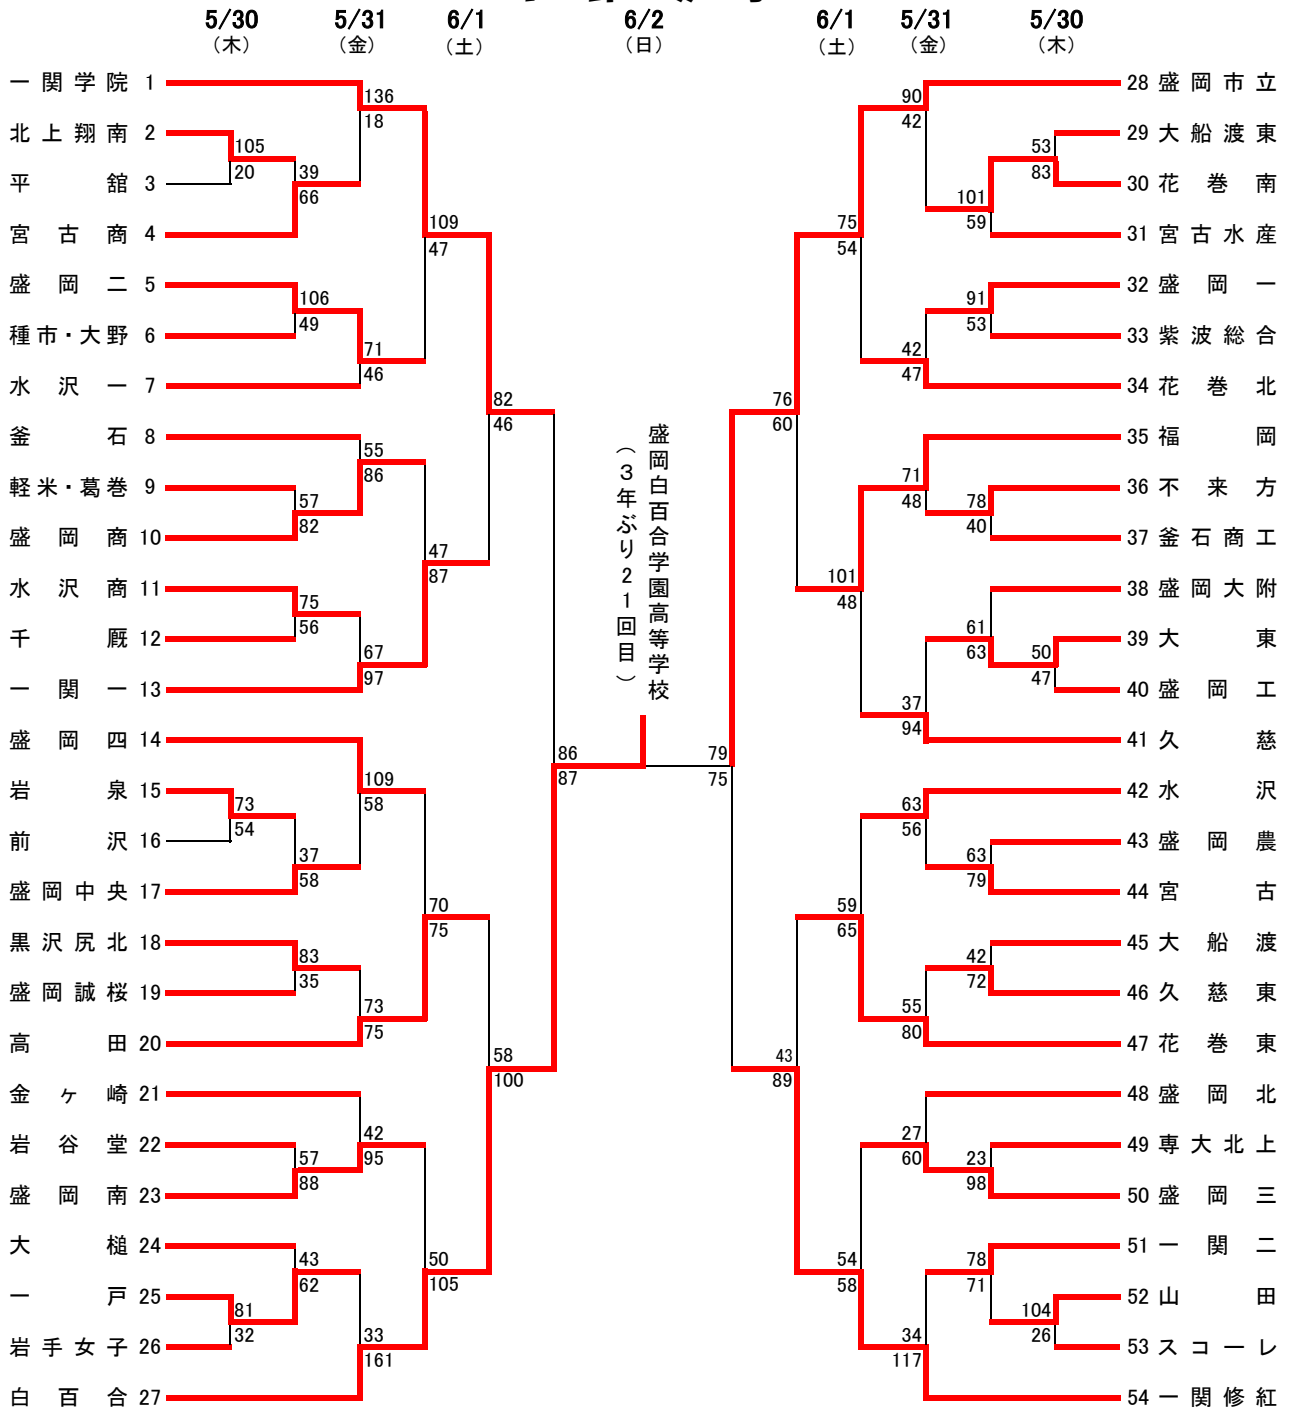 5/30 5/31 6/1 6/2 6/1 5/31 5/30
（木） （金） （土） （日） （土） （金） （木）
一関学院 1
北上翔南 2
平舘 3
宮古商 4
盛岡二 5
種市・大野 6
水沢一 7
釜石 8
軽米・葛巻 9
盛岡商 10
水沢商 11
千厩 12
一関一 13
盛岡四 14
岩泉 15
前沢 16
盛岡中央 17
黒沢尻北 18
盛岡誠桜 19
高田 20
金ヶ崎 21
岩谷堂 22
盛岡南 23
大槌 24
一戸 25
岩手女子 26
白百合 27
105
20
73
54
81
32
39
66
106
49
57
82
75
56
37
58
83
35
57
88
43
62
136
18
71
46
55
86
67
97
109
58
73
75
42
95
33
161
109
47
47
87
70
75
50
105
82
46
58
100
86
87
盛岡白百合学園高等学校
（３年ぶり２１回目）
79
75
76
60
43
89
75
54
101
48
59
65
54
58
90
42
42
47
71
48
37
94
63
56
55
80
27
60
34
117
101
59
91
53
78
40
61
63
63
79
42
72
23
98
78
71
53
83
50
47
104
26
28 盛岡市立
29 大船渡東
30 花巻南
31 宮古水産
32 盛岡一
33 紫波総合
34 花巻北
35 福岡
36 不来方
37 釜石商工
38 盛岡大附
39 大東
40 盛岡工
41 久慈
42 水沢
43 盛岡農
44 宮古
45 大船渡
46 久慈東
47 花巻東
48 盛岡北
49 専大北上
50 盛岡三
51 一関二
52 山田
53 スコーレ
54 一関修紅